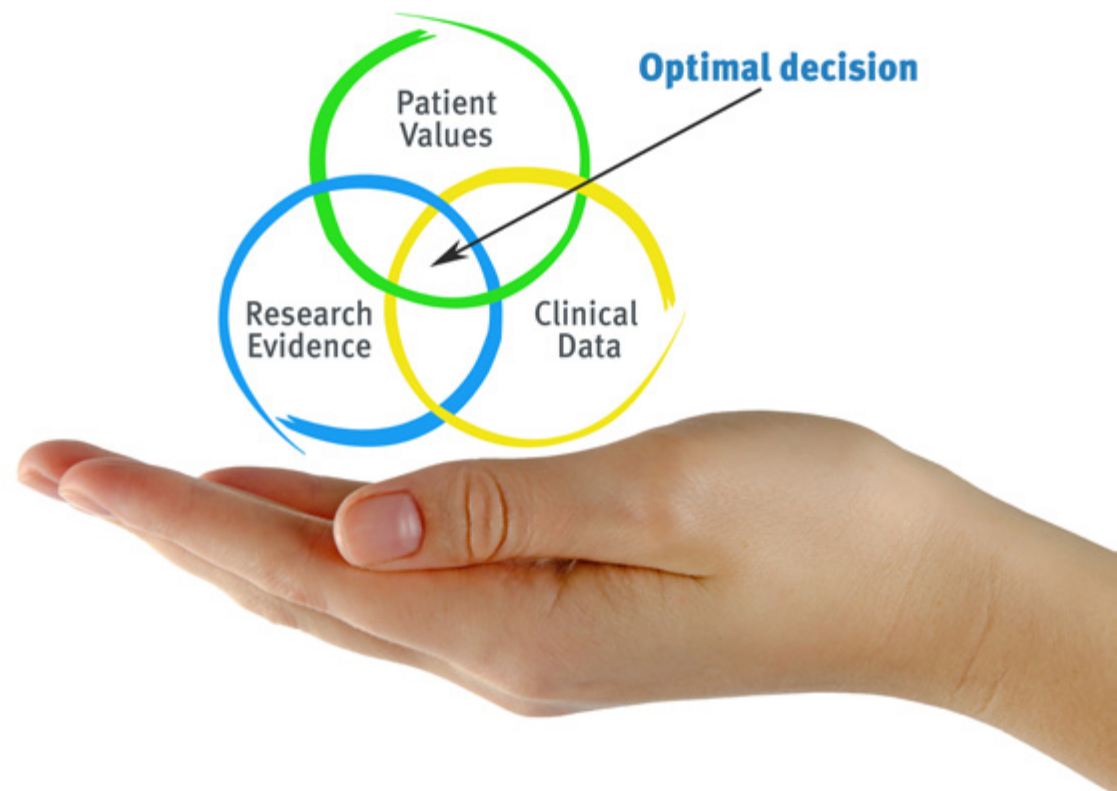 Optimal decision
Patient
Values
Research
Evidence
Clinical
Data